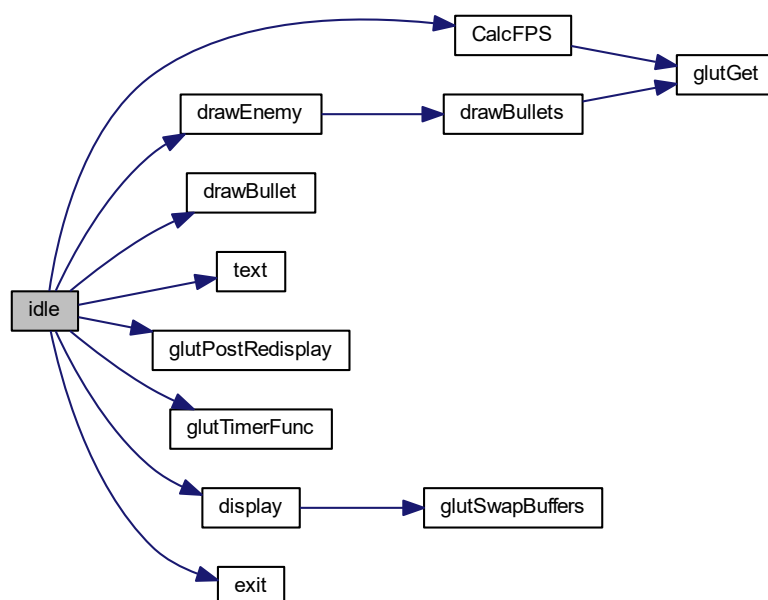 CalcFPS
glutGet
drawEnemy
drawBullets
drawBullet
text
idle
glutPostRedisplay
glutTimerFunc
display
glutSwapBuffers
exit